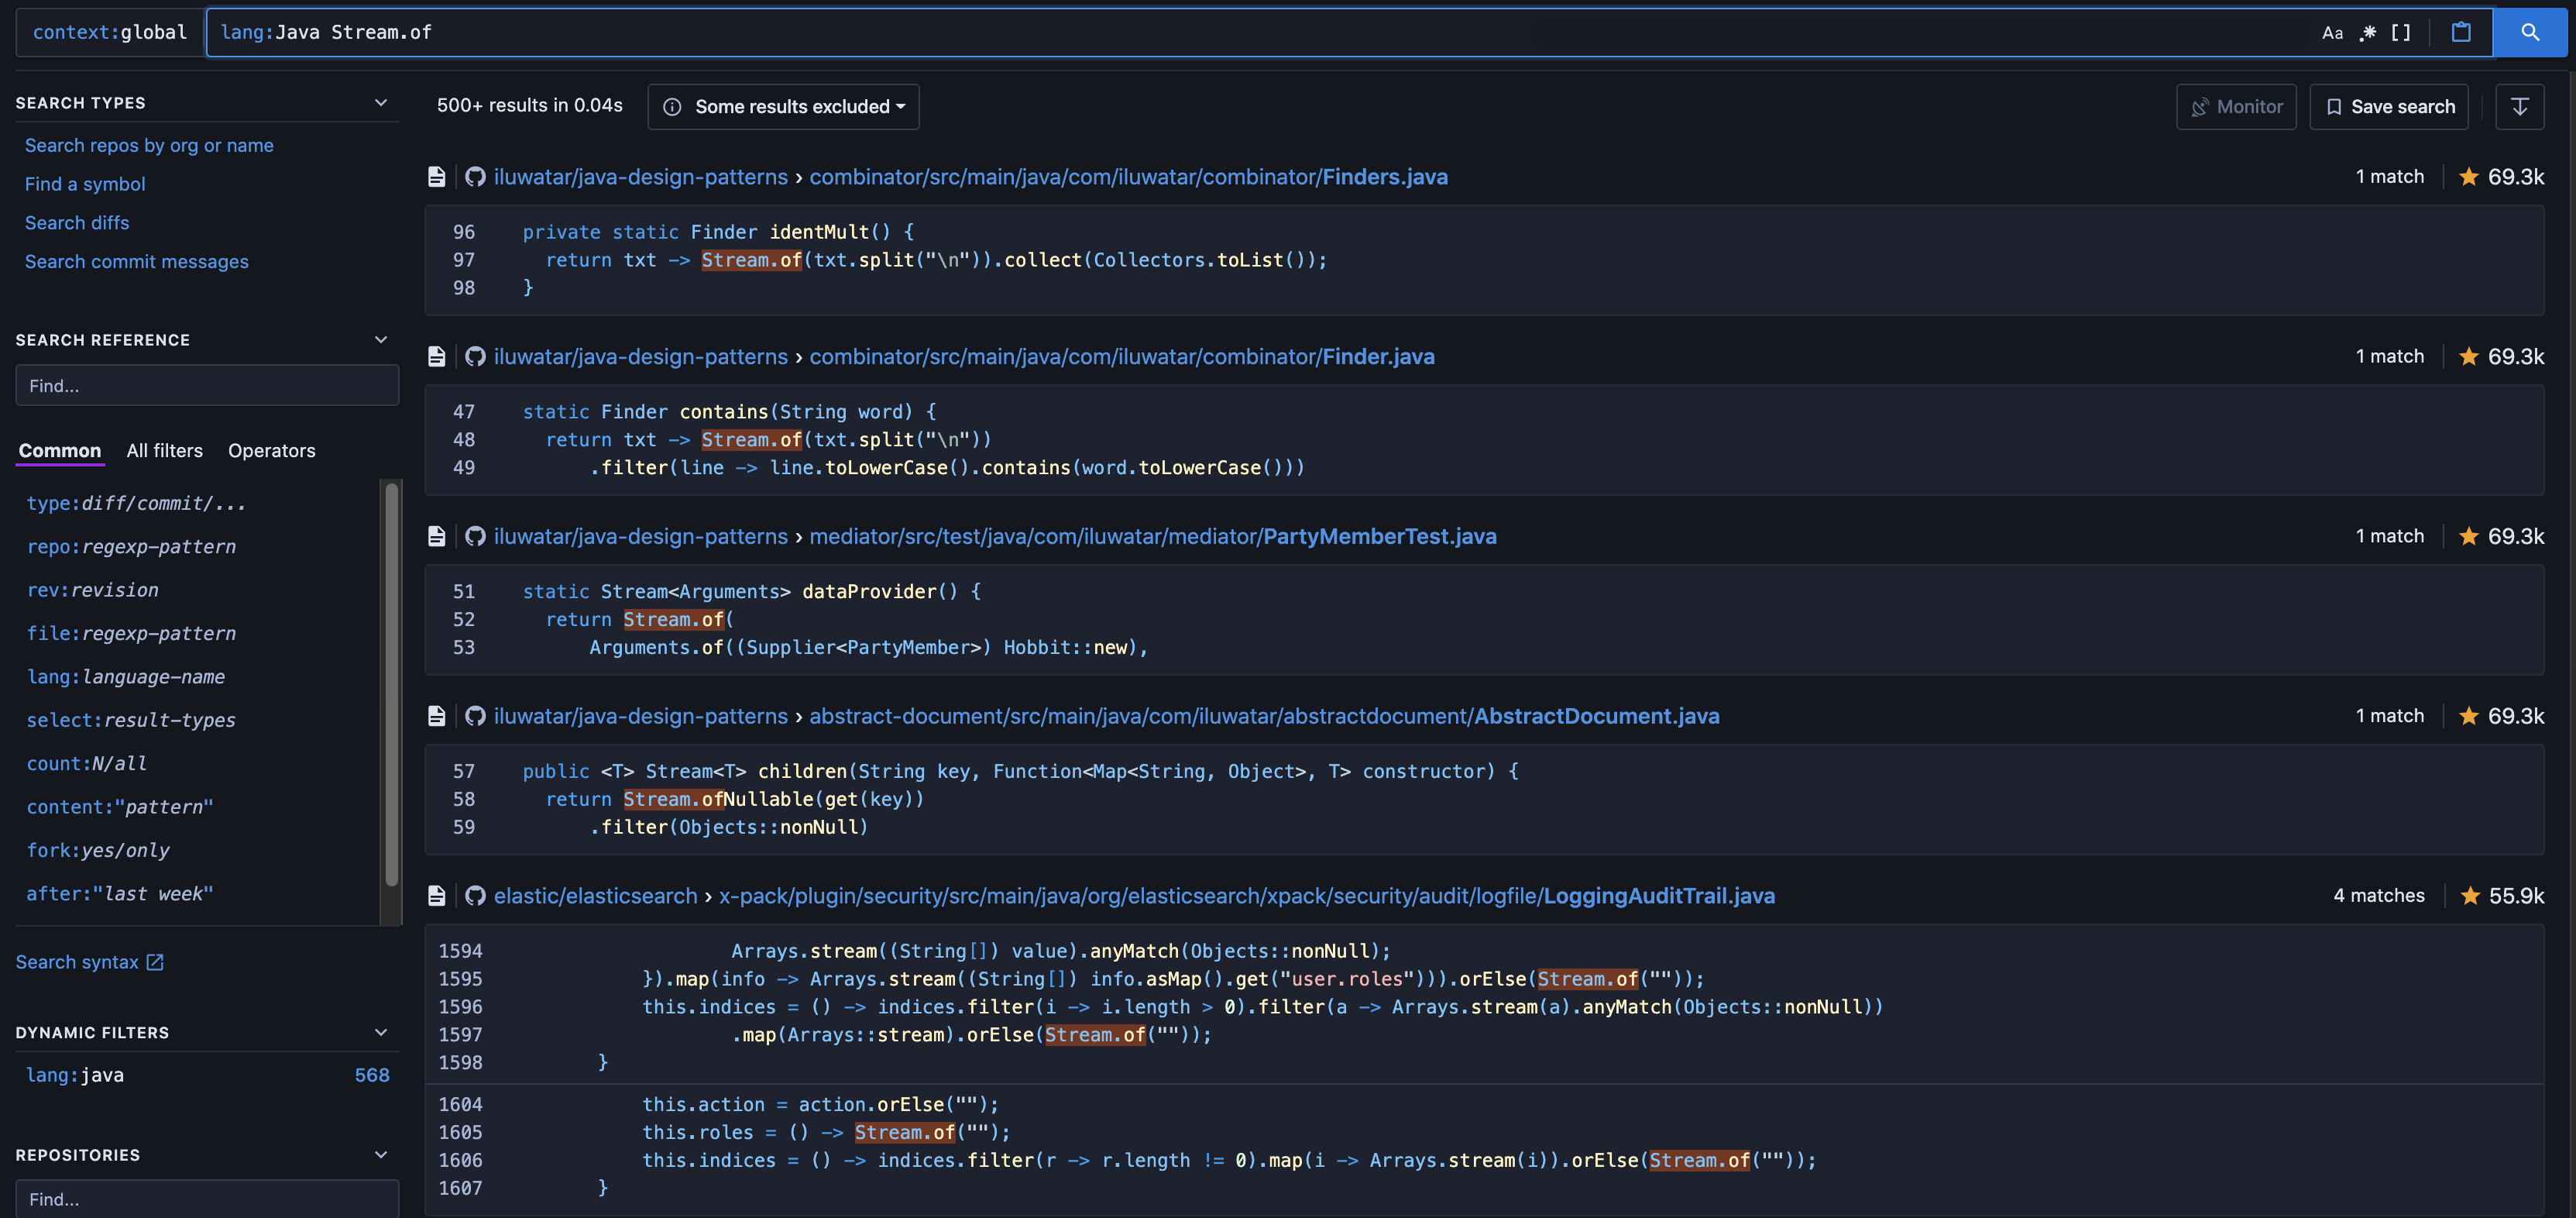 context:global lang:Java Stream.of Aa .* []
SEARCH TYPES
Search repos by org or name
Find a symbol
Search diffs
Search commit messages
SEARCH REFERENCE
Find...
Common All filters Operators
type:diff/commit/...
repo:regexp-pattern
rev:revision
file:regexp-pattern
lang:language-name
select:result-types
count:N/all
content:"pattern"
fork:yes/only
after:"last week"
Search syntax
DYNAMIC FILTERS
lang:java 568
REPOSITORIES
Find...
500+ results in 0.04s Some results excluded Monitor Save search
iluwatar/java-design-patterns › combinator/src/main/java/com/iluwatar/combinator/Finders.java 1 match 69.3k
96 private static Finder identMult() {
97 return txt -> Stream.of(txt.split("\n")).collect(Collectors.toList());
98 }
iluwatar/java-design-patterns › combinator/src/main/java/com/iluwatar/combinator/Finder.java 1 match 69.3k
47 static Finder contains(String word) {
48 return txt -> Stream.of(txt.split("\n"))
49 .filter(line -> line.toLowerCase().contains(word.toLowerCase()))
iluwatar/java-design-patterns › mediator/src/test/java/com/iluwatar/mediator/PartyMemberTest.java 1 match 69.3k
51 static Stream<Arguments> dataProvider() {
52 return Stream.of(
53 Arguments.of((Supplier<PartyMember>) Hobbit::new),
iluwatar/java-design-patterns › abstract-document/src/main/java/com/iluwatar/abstractdocument/AbstractDocument.java 1 match 69.3k
57 public <T> Stream<T> children(String key, Function<Map<String, Object>, T> constructor) {
58 return Stream.ofNullable(get(key))
59 .filter(Objects::nonNull)
elastic/elasticsearch › x-pack/plugin/security/src/main/java/org/elasticsearch/xpack/security/audit/logfile/LoggingAuditTrail.java 4 matches 55.9k
1594 Arrays.stream((String[]) value).anyMatch(Objects::nonNull);
1595 }).map(info -> Arrays.stream((String[]) info.asMap().get("user.roles"))).orElse(Stream.of(""));
1596 this.indices = () -> indices.filter(i -> i.length > 0).filter(a -> Arrays.stream(a).anyMatch(Objects::nonNull))
1597 .map(Arrays::stream).orElse(Stream.of(""));
1598 }
1604 this.action = action.orElse("");
1605 this.roles = () -> Stream.of("");
1606 this.indices = () -> indices.filter(r -> r.length != 0).map(i -> Arrays.stream(i)).orElse(Stream.of(""));
1607 }